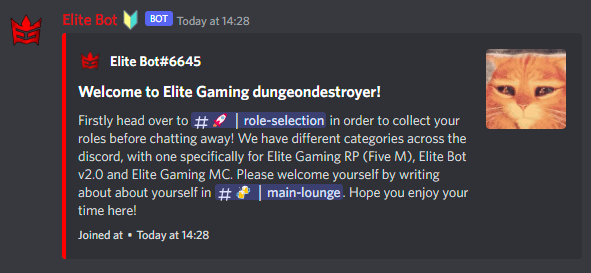 Elite Bot 🔰 BOT Today at 14:28
Elite Bot#6645
Welcome to Elite Gaming dungeondestroyer!
Firstly head over to # 🚀 | role-selection in order to collect your
roles before chatting away! We have different categories across the
discord, with one specifically for Elite Gaming RP (Five M), Elite Bot
v2.0 and Elite Gaming MC. Please welcome yourself by writing
about about yourself in # | main-lounge. Hope you enjoy your
time here!
Joined at • Today at 14:28